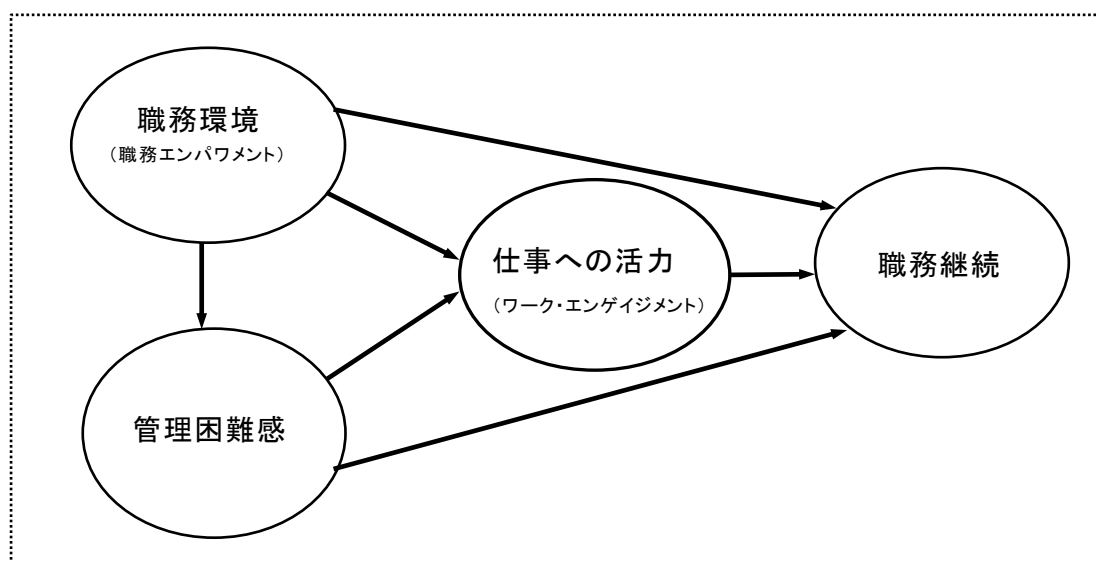 職務環境
（職務エンパワメント）
仕事への活力
（ワーク・エンゲイジメント）
職務継続
管理困難感